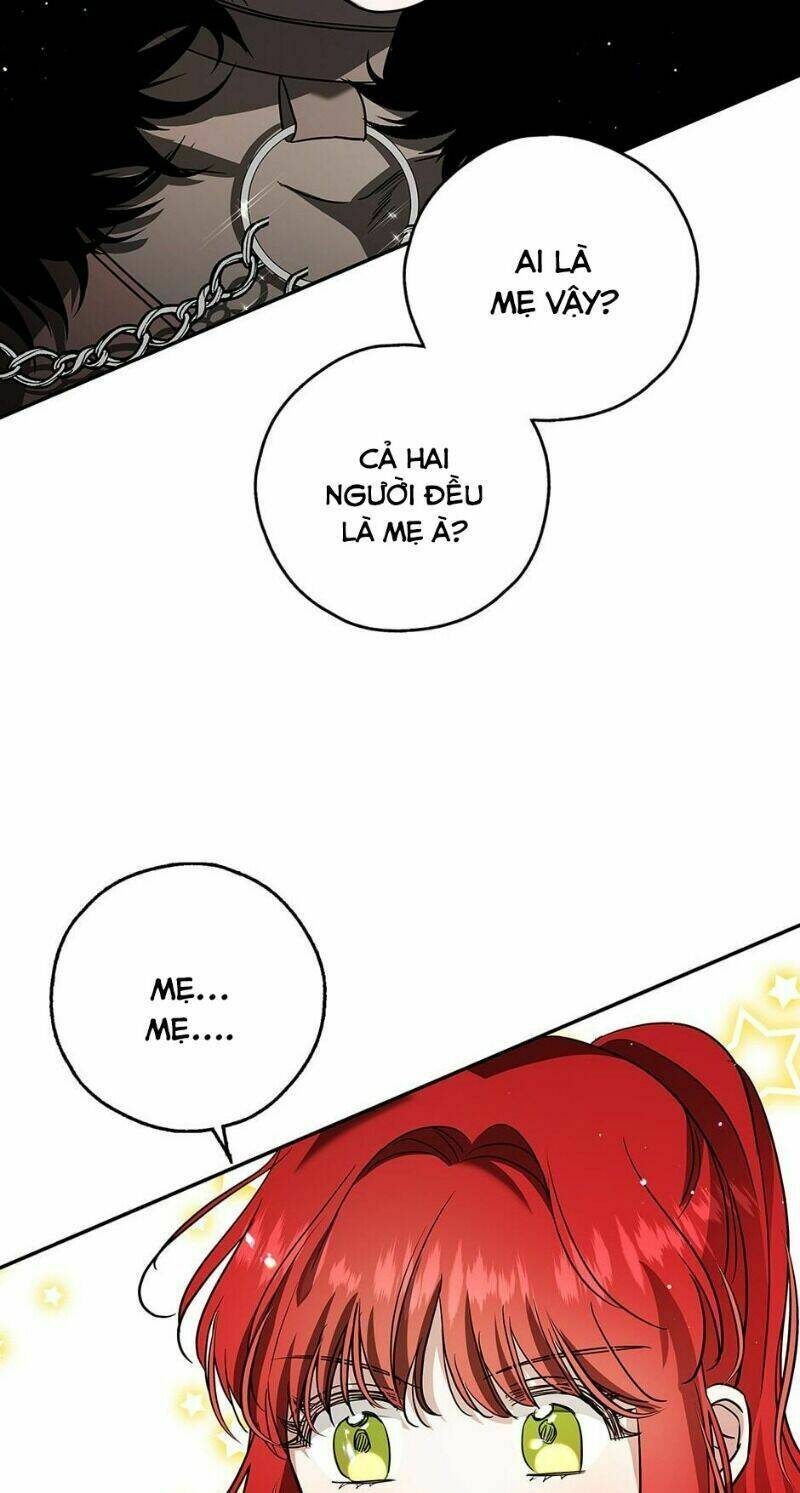 AI LÀ
MẸ VẬY?
CẢ HAI
NGƯỜI ĐỀU
LÀ MẸ À?
MẸ...
MẸ....